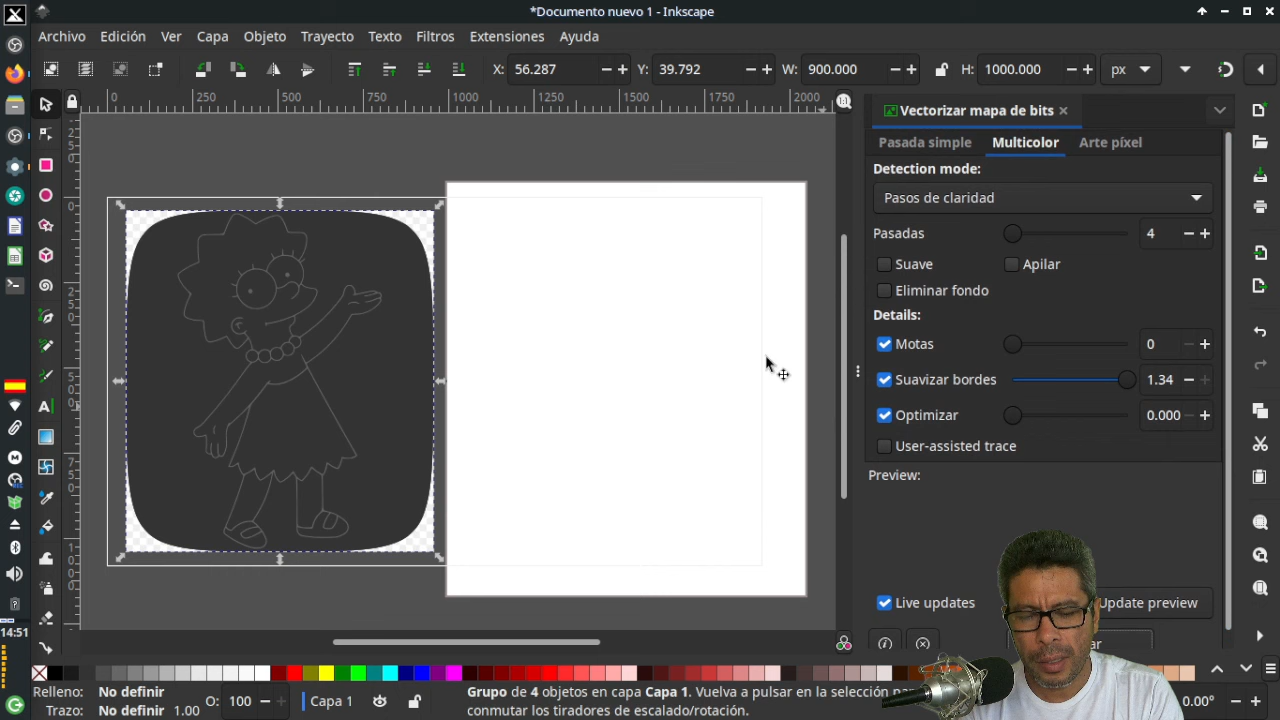 *Documento nuevo 1 - Inkscape
Archivo Edición Ver Capa Objeto Trayecto Texto Filtros Extensiones Ayuda
X: 56.287 Y: 39.792 W: 900.000 H: 1000.000 px
0 250 500 750 1000 1250 1500 1750 2000
Vectorizar mapa de bits
Pasada simple Multicolor Arte píxel
Detection mode:
Pasos de claridad
Pasadas 4
Suave Apilar
Eliminar fondo
Details:
Motas 0
Suavizar bordes 1.34
Optimizar 0.000
User-assisted trace
Preview:
Live updates Update preview
ar
14:51
Relleno: No definir O: 100 Capa 1 Grupo de 4 objetos en capa Capa 1. Vuelva a pulsar en la selección pa 0.00°
Trazo: No definir 1.00 conmutar los tiradores de escalado/rotación.